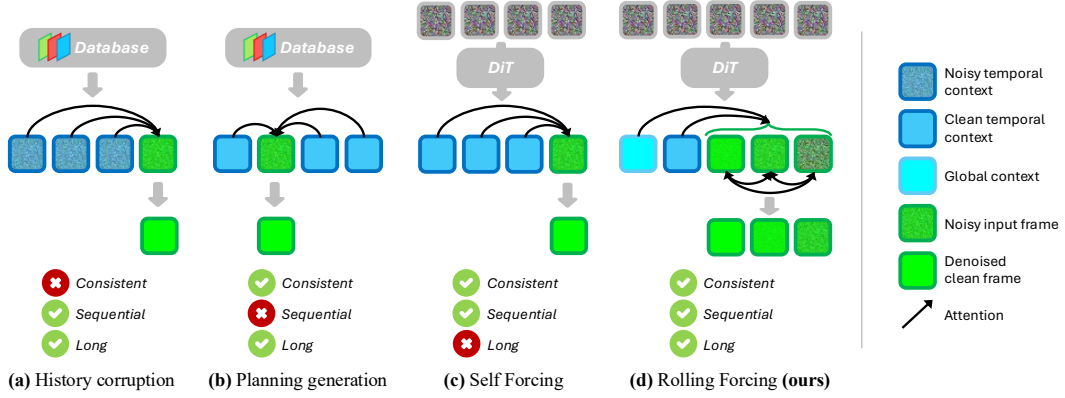 Database
Database
DiT
DiT
Consistent
Sequential
Long
(a) History corruption
Consistent
Sequential
Long
(b) Planning generation
Consistent
Sequential
Long
(c) Self Forcing
Consistent
Sequential
Long
(d) Rolling Forcing (ours)
Noisy temporal
context
Clean temporal
context
Global context
Noisy input frame
Denoised
clean frame
Attention